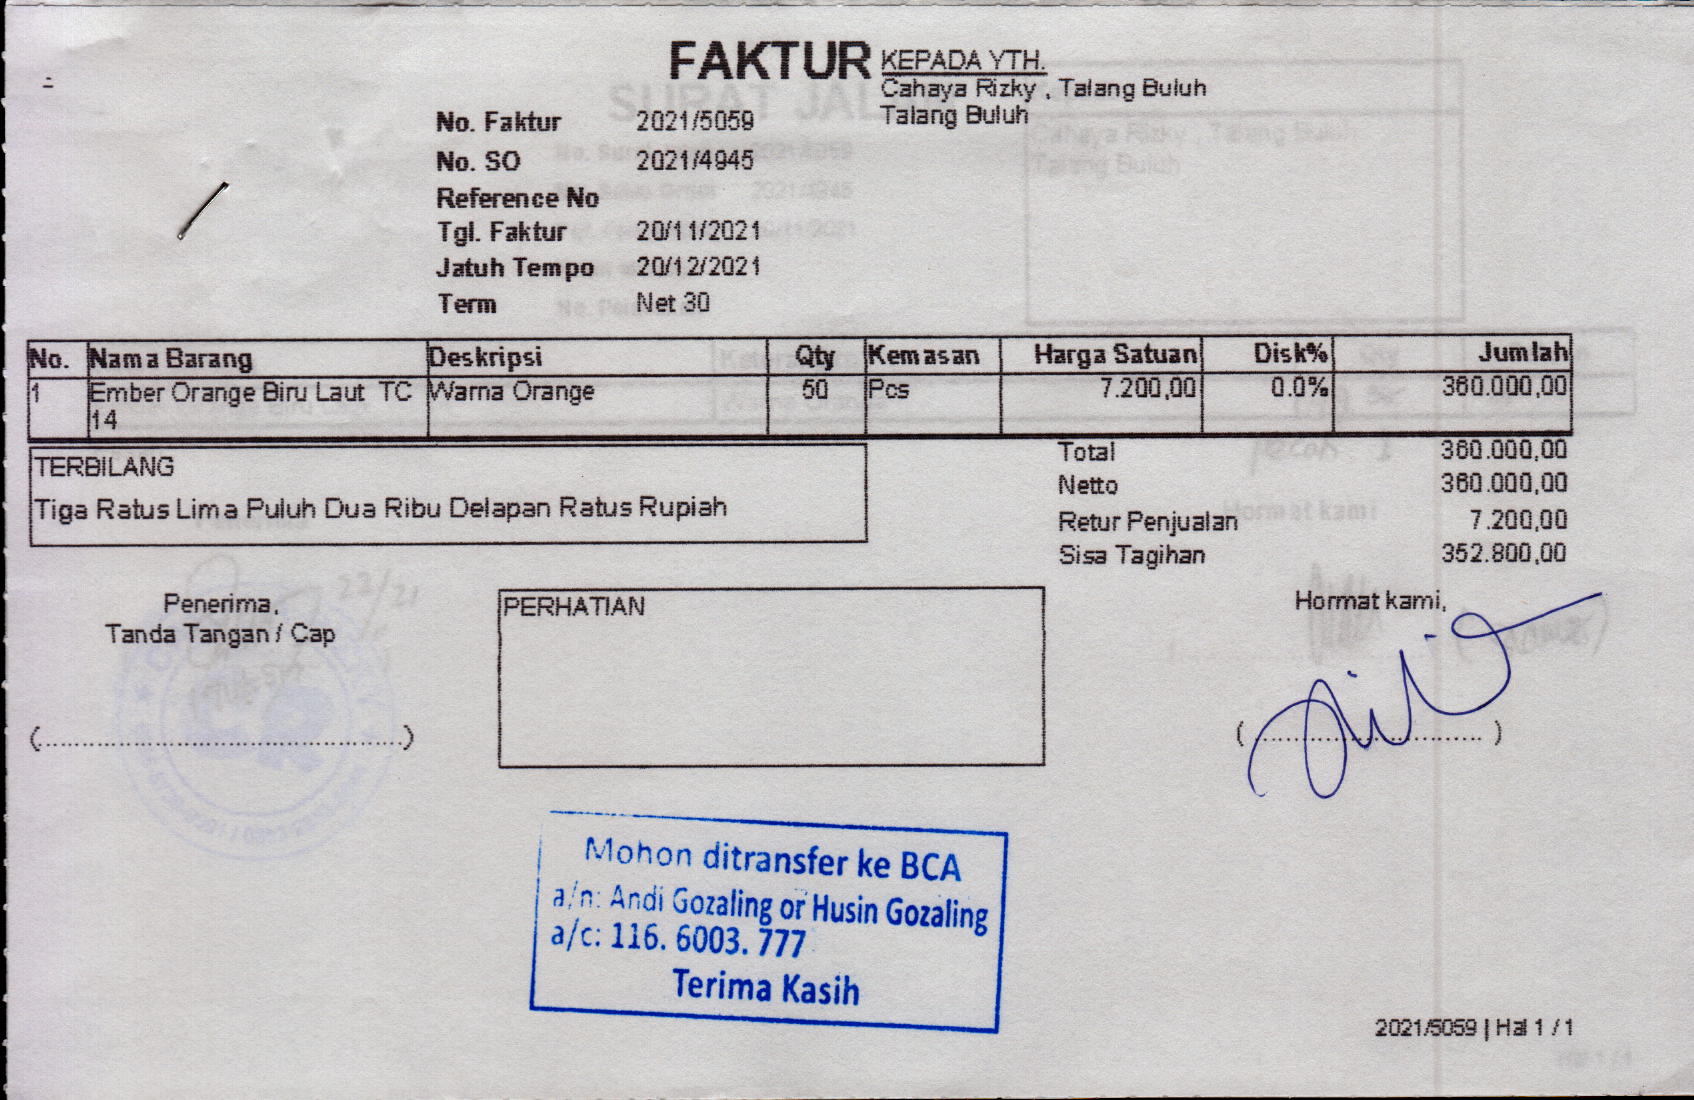 FAKTUR
KEPADA YTH.
Cahaya Rizky , Talang Buluh
Talang Buluh
No. Faktur 2021/5059
No. SO 2021/4945
Reference No
Tgl. Faktur 20/11/2021
Jatuh Tempo 20/12/2021
Term Net 30
No. Nama Barang Deskripsi Qty Kemasan Harga Satuan Disk% Jumlah
1 Ember Orange Biru Laut TC Warna Orange 50 Pcs 7.200,00 0.0% 360.000,00
14
Total 360.000,00
Netto 360.000,00
Retur Penjualan 7.200,00
Sisa Tagihan 352.800,00
TERBILANG
Tiga Ratus Lima Puluh Dua Ribu Delapan Ratus Rupiah
Penerima,
Tanda Tangan / Cap
(................................................)
PERHATIAN
Hormat kami,
(................................)
Mohon ditransfer ke BCA
a/n: Andi Gozaling or Husin Gozaling
a/c: 116. 6003. 777
Terima Kasih
2021/5059 | Hal 1 / 1